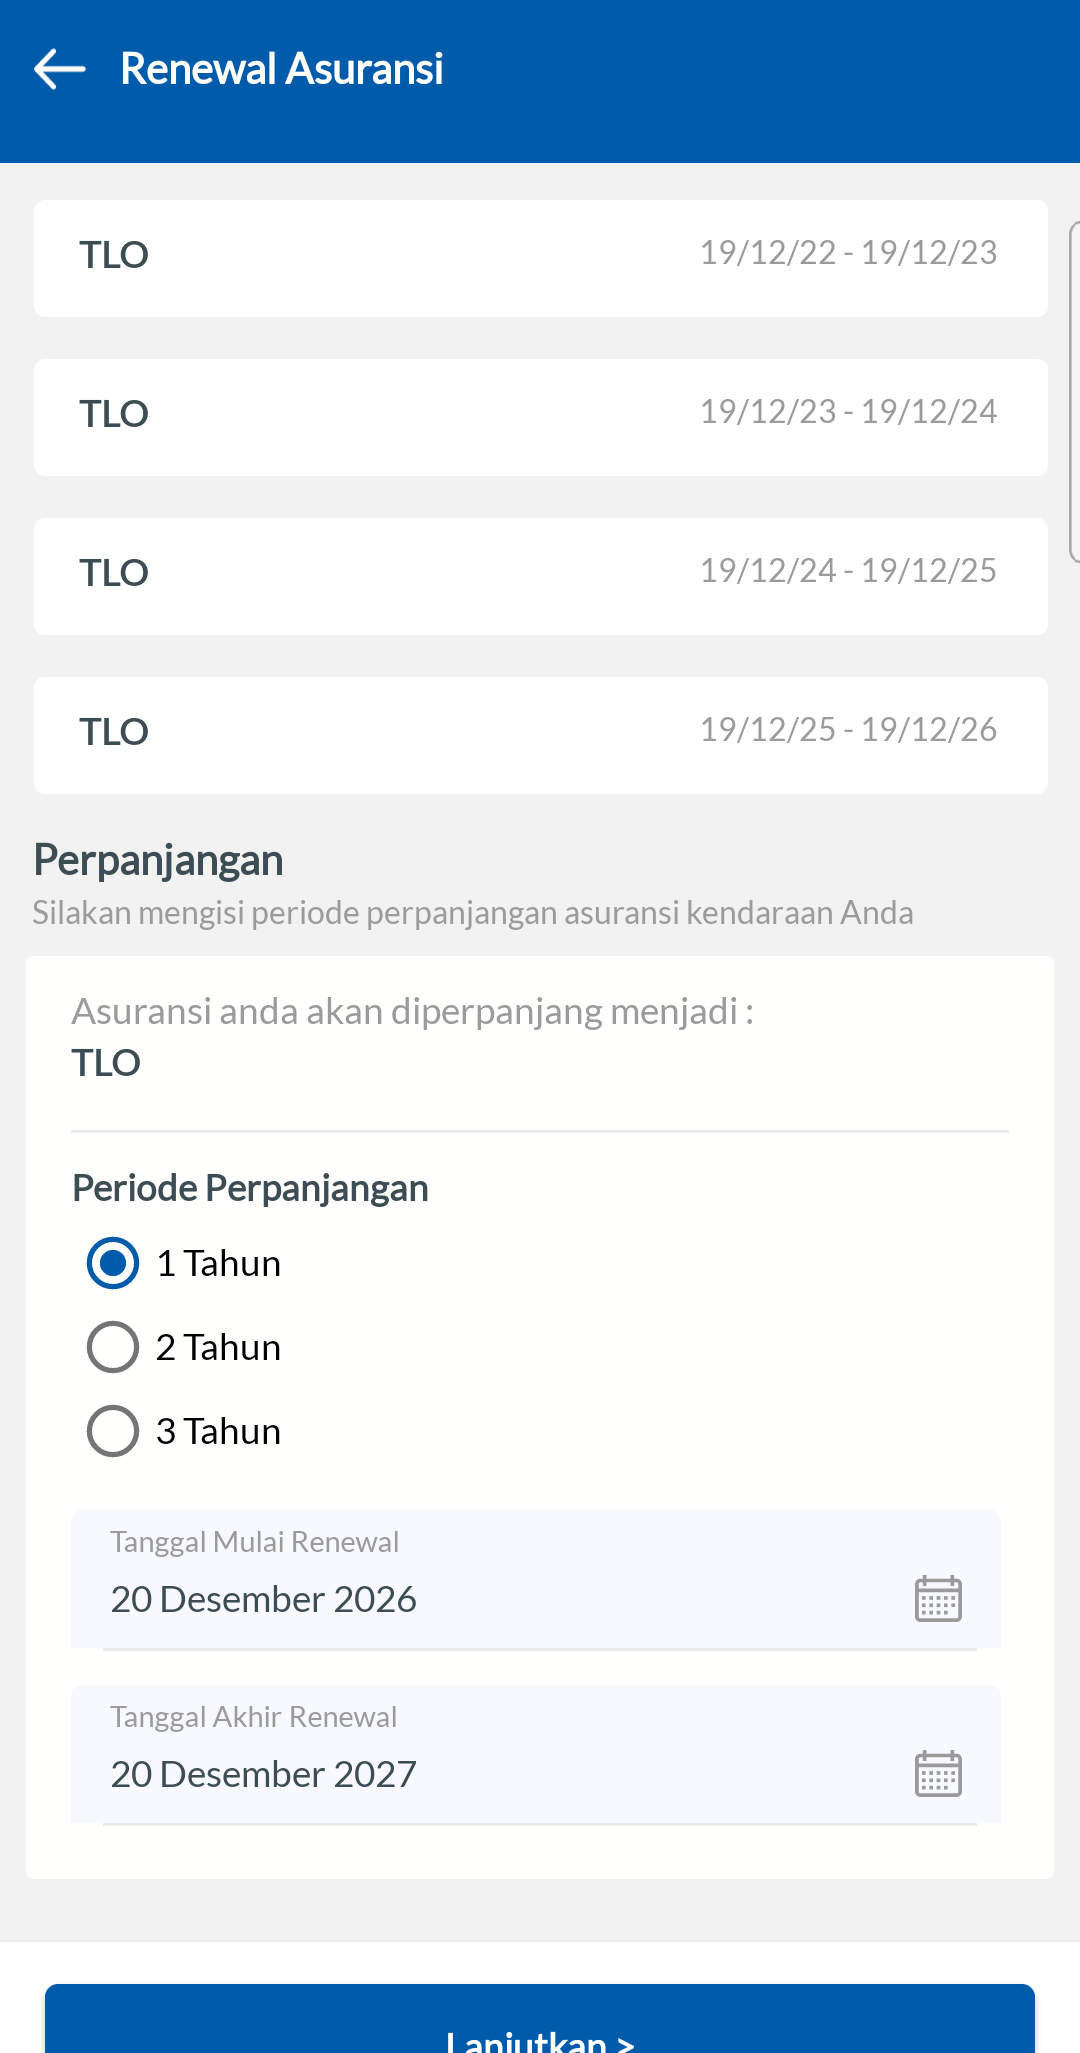 Renewal Asuransi
TLO 19/12/22 - 19/12/23
TLO 19/12/23 - 19/12/24
TLO 19/12/24 - 19/12/25
TLO 19/12/25 - 19/12/26
Perpanjangan
Silakan mengisi periode perpanjangan asuransi kendaraan Anda
Asuransi anda akan diperpanjang menjadi :
TLO
Periode Perpanjangan
1 Tahun
2 Tahun
3 Tahun
Tanggal Mulai Renewal
20 Desember 2026
Tanggal Akhir Renewal
20 Desember 2027
Lanjutkan >